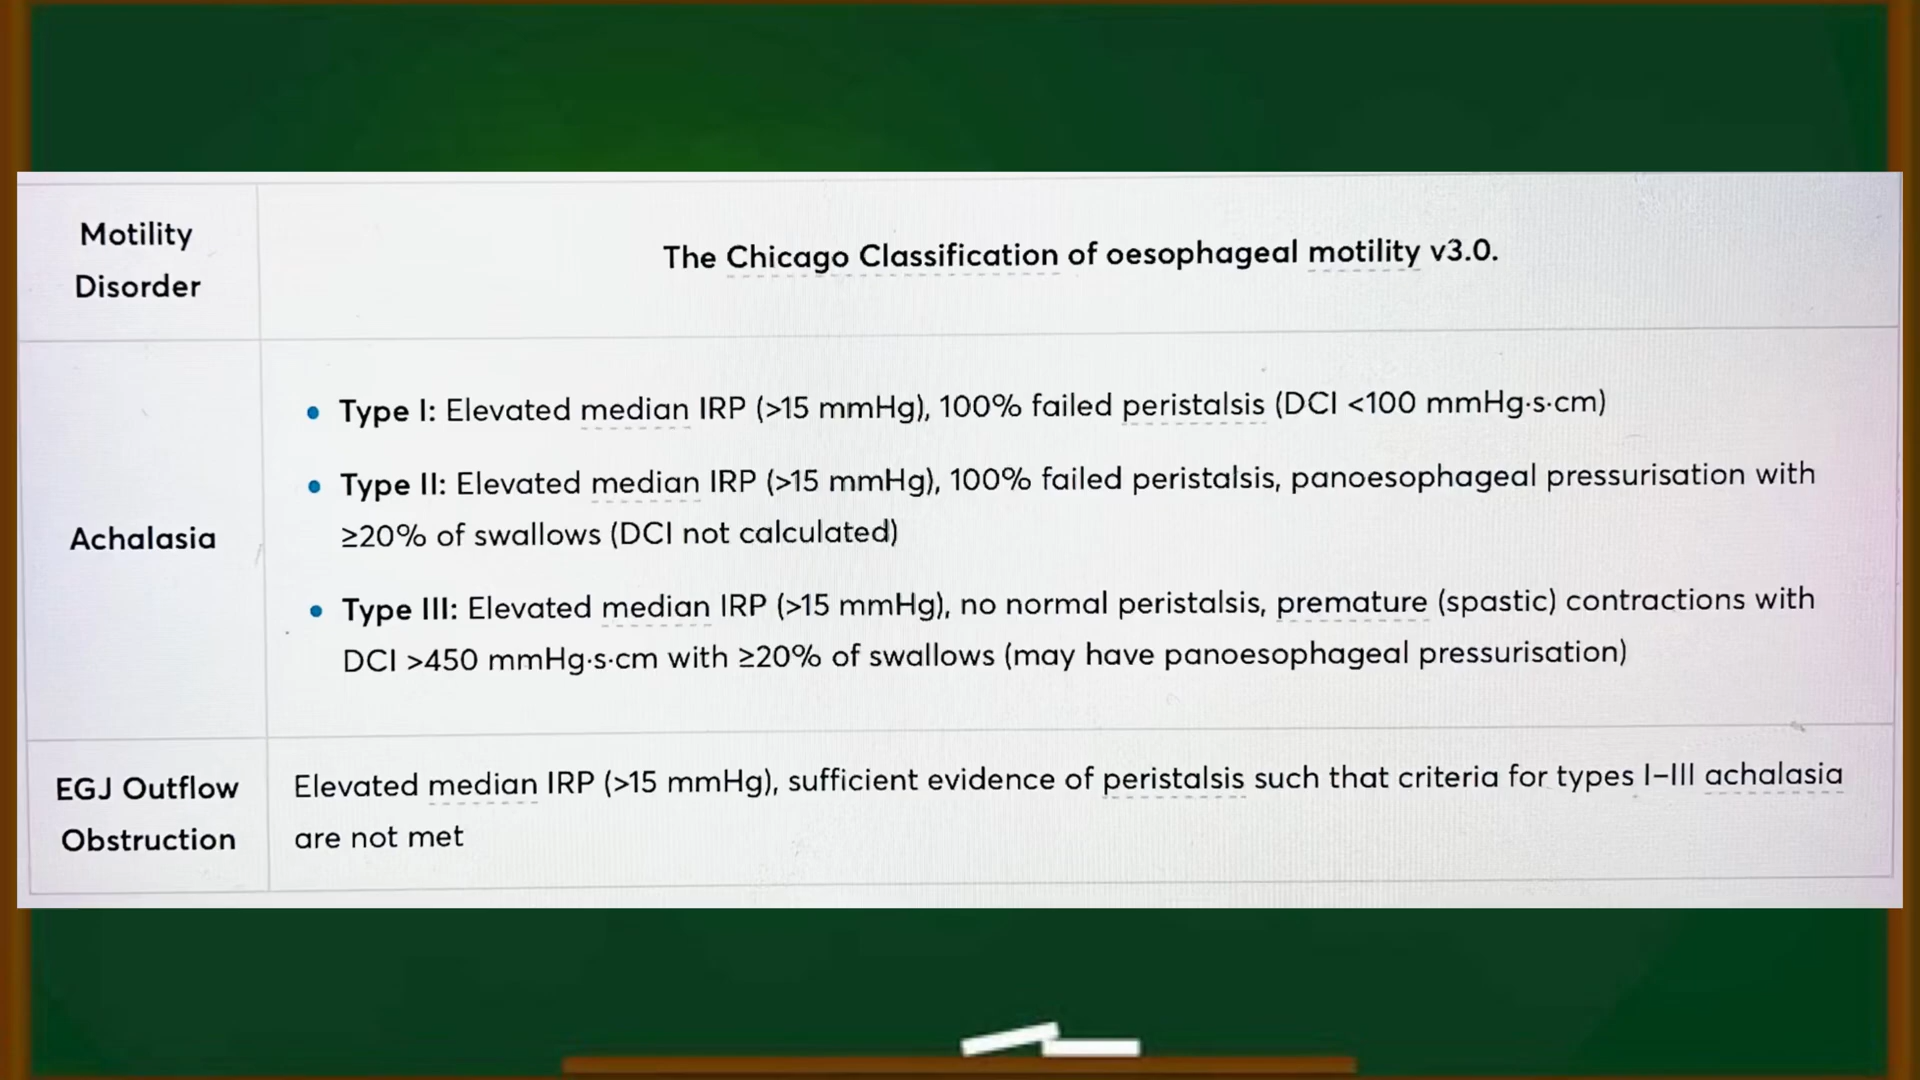 Motility
Disorder
The Chicago Classification of oesophageal motility v3.0.
Achalasia
• Type I: Elevated median IRP (>15 mmHg), 100% failed peristalsis (DCI <100 mmHg·s·cm)
• Type II: Elevated median IRP (>15 mmHg), 100% failed peristalsis, panoesophageal pressurisation with
≥20% of swallows (DCI not calculated)
• Type III: Elevated median IRP (>15 mmHg), no normal peristalsis, premature (spastic) contractions with
DCI >450 mmHg·s·cm with ≥20% of swallows (may have panoesophageal pressurisation)
EGJ Outflow
Obstruction
Elevated median IRP (>15 mmHg), sufficient evidence of peristalsis such that criteria for types I–III achalasia
are not met